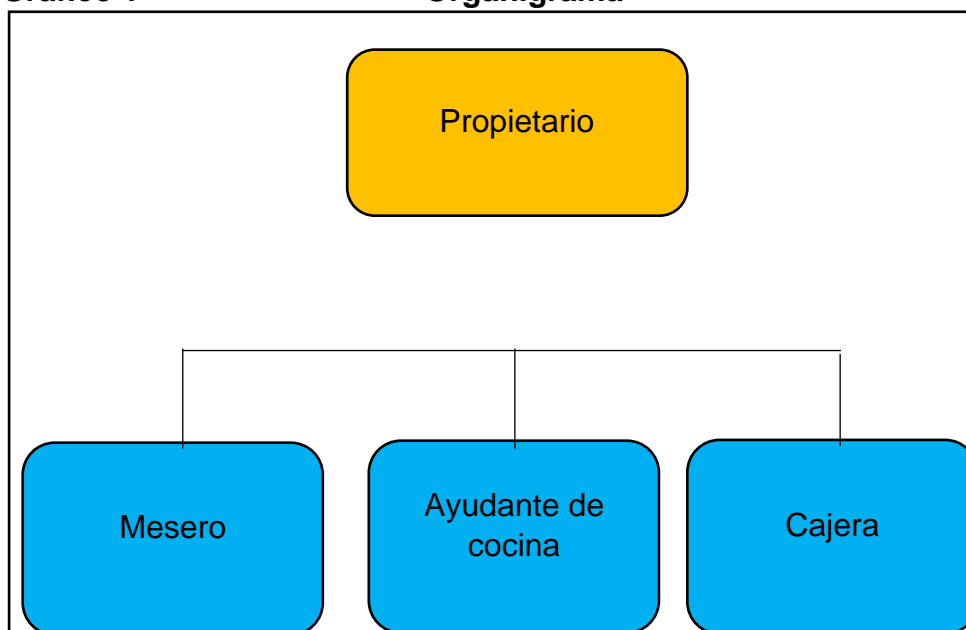 Organigrama
Propietario
Mesero
Ayudante de
cocina
Cajera